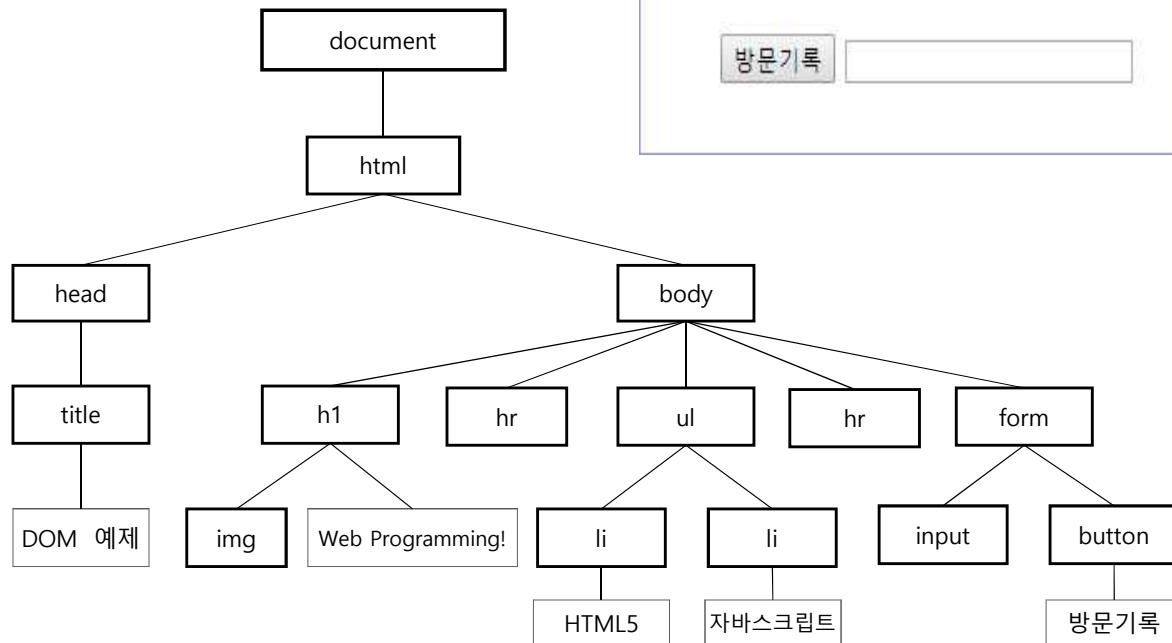 document
방문기록
html
head
body
title
h1
hr
ul
hr
form
DOM 예제
img
Web Programming!
li
li
input
button
HTML5
자바스크립트
방문기록